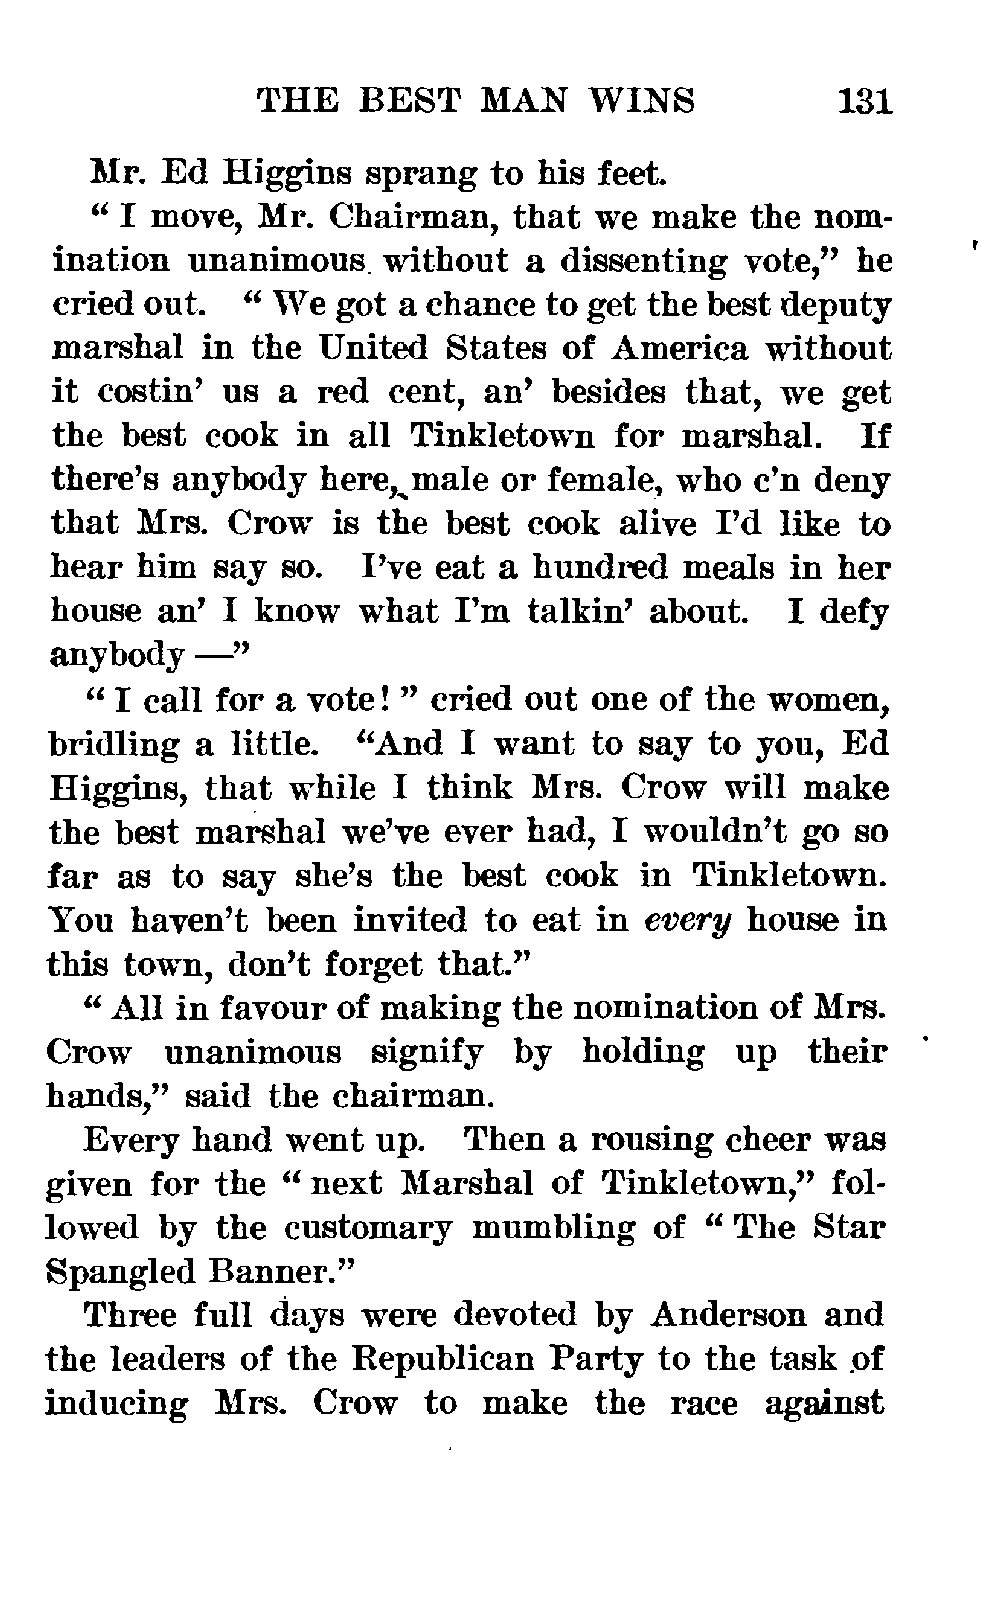 THE BEST MAN WINS 131
Mr. Ed Higgins sprang to his feet.
“ I move, Mr. Chairman, that we make the nom-
ination unanimous without a dissenting vote,” he
cried out. “ We got a chance to get the best deputy
marshal in the United States of America without
it costin’ us a red cent, an’ besides that, we get
the best cook in all Tinkletown for marshal. If
there’s anybody here, male or female, who c’n deny
that Mrs. Crow is the best cook alive I’d like to
hear him say so. I’ve eat a hundred meals in her
house an’ I know what I’m talkin’ about. I defy
anybody —”
“ I call for a vote! ” cried out one of the women,
bridling a little. “And I want to say to you, Ed
Higgins, that while I think Mrs. Crow will make
the best marshal we’ve ever had, I wouldn’t go so
far as to say she’s the best cook in Tinkletown.
You haven’t been invited to eat in every house in
this town, don’t forget that.”
“ All in favour of making the nomination of Mrs.
Crow unanimous signify by holding up their
hands,” said the chairman.
Every hand went up. Then a rousing cheer was
given for the “ next Marshal of Tinkletown,” fol-
lowed by the customary mumbling of “ The Star
Spangled Banner.”
Three full days were devoted by Anderson and
the leaders of the Republican Party to the task of
inducing Mrs. Crow to make the race against